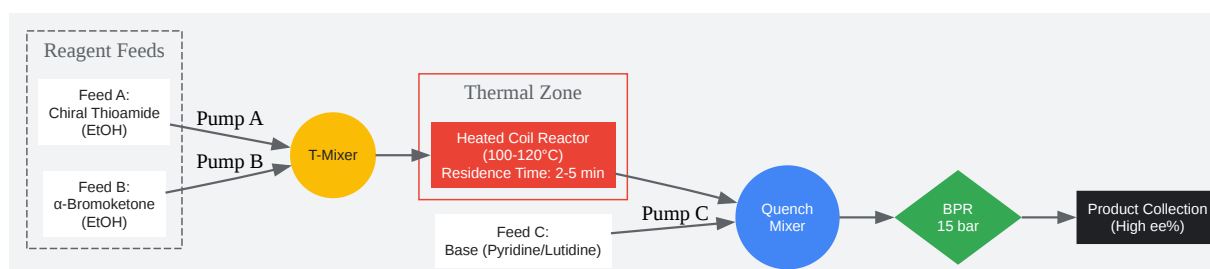 Reagent Feeds
Feed A:
Chiral Thioamide
(EtOH)
Feed B:
α-Bromoketone
(EtOH)
Pump A
Pump B
T-Mixer
Thermal Zone
Heated Coil Reactor
(100-120°C)
Residence Time: 2-5 min
Feed C:
Base (Pyridine/Lutidine)
Pump C
Quench
Mixer
BPR
15 bar
Product Collection
(High ee%)